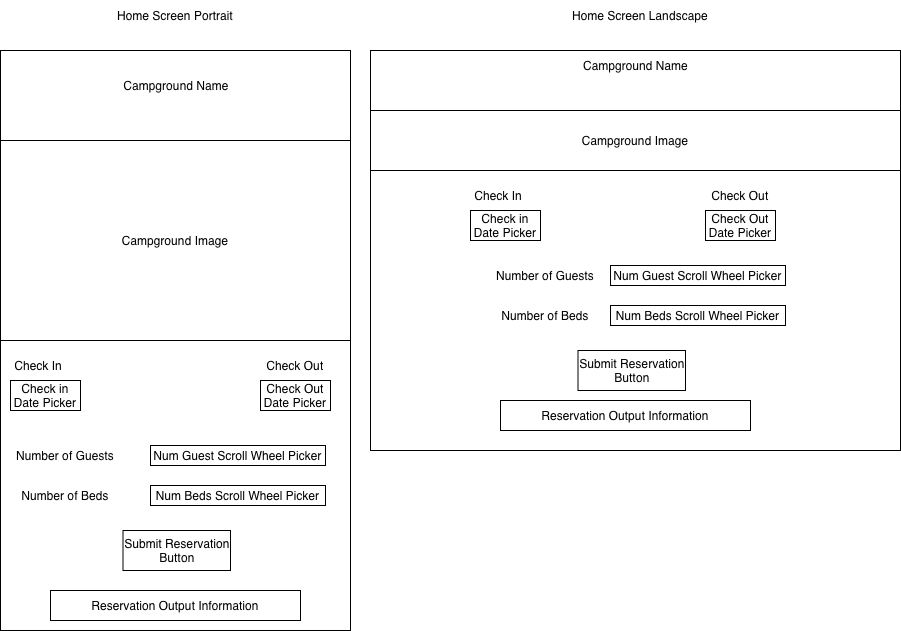 Home Screen Portrait
Campground Name
Campground Image
Check In
Check Out
Check in
Date Picker
Check Out
Date Picker
Number of Guests
Num Guest Scroll Wheel Picker
Number of Beds
Num Beds Scroll Wheel Picker
Submit Reservation
Button
Reservation Output Information
Home Screen Landscape
Campground Name
Campground Image
Check In
Check Out
Check in
Date Picker
Check Out
Date Picker
Number of Guests
Num Guest Scroll Wheel Picker
Number of Beds
Num Beds Scroll Wheel Picker
Submit Reservation
Button
Reservation Output Information